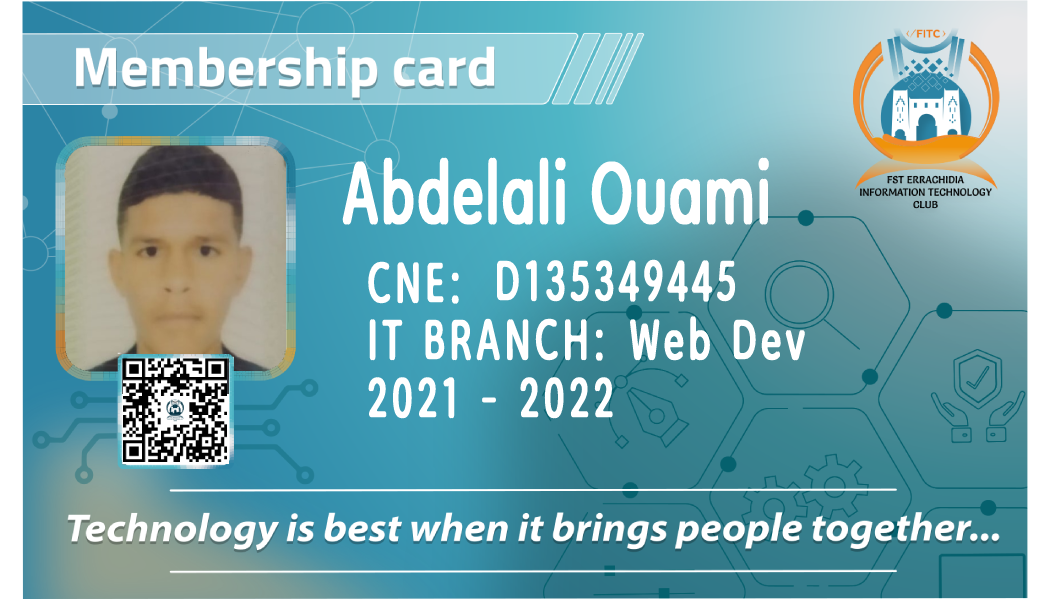 Membership card
</FITC>
FST ERRACHIDIA
INFORMATION TECHNOLOGY
CLUB
Abdelali Ouami
CNE: D135349445
IT BRANCH: Web Dev
2021 - 2022
Technology is best when it brings people together...